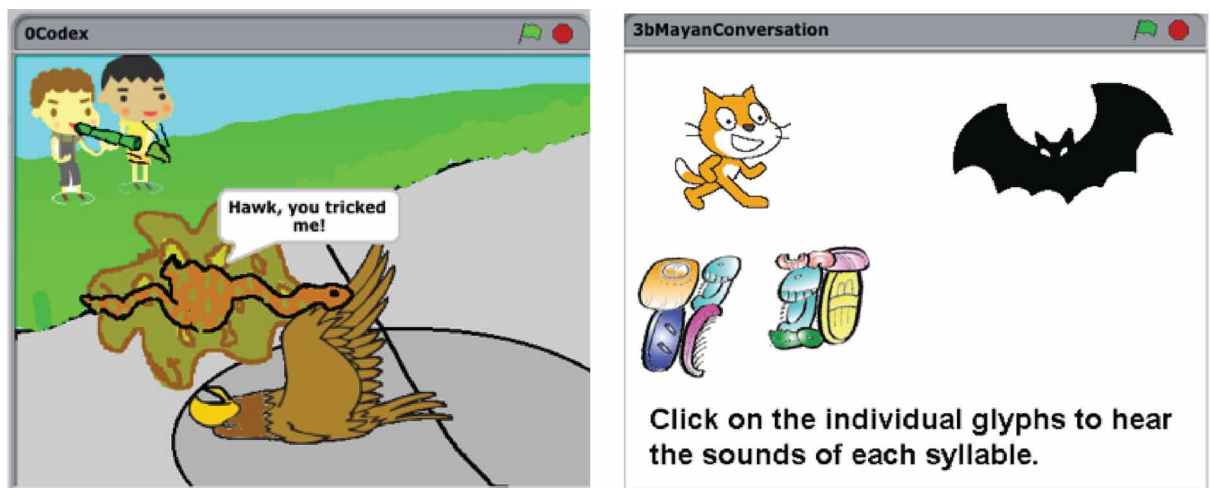 0Codex
Hawk, you tricked
me!
3bMayanConversation
Click on the individual glyphs to hear
the sounds of each syllable.